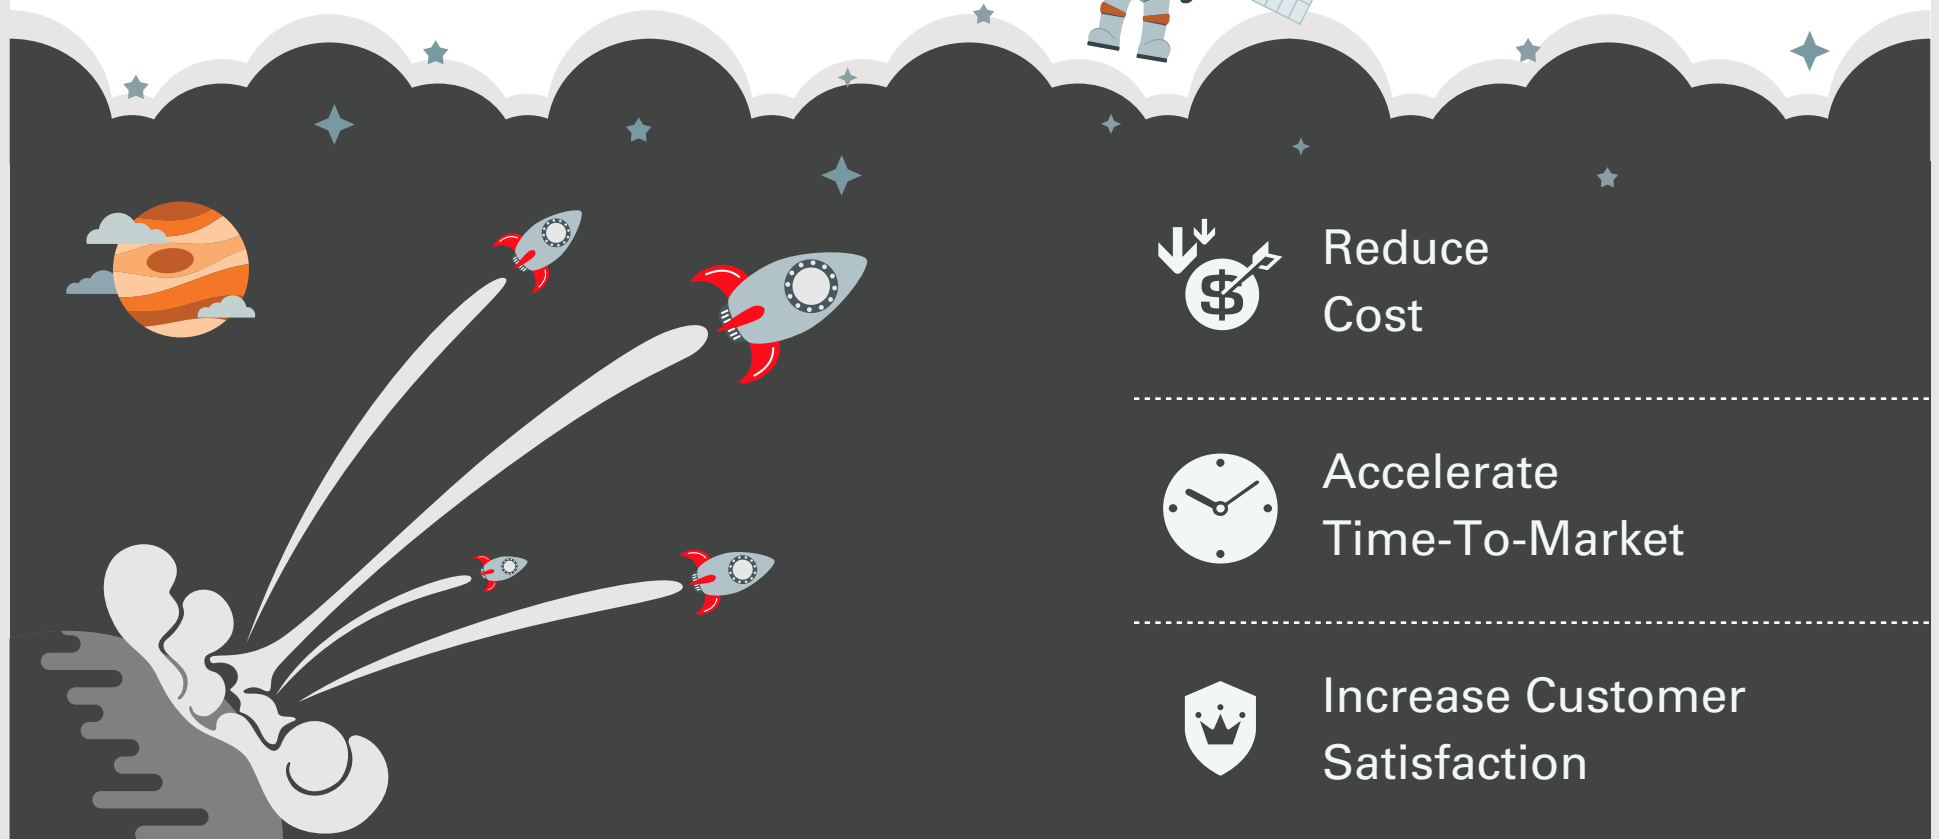 Reduce
Cost
Accelerate
Time-To-Market
Increase Customer
Satisfaction